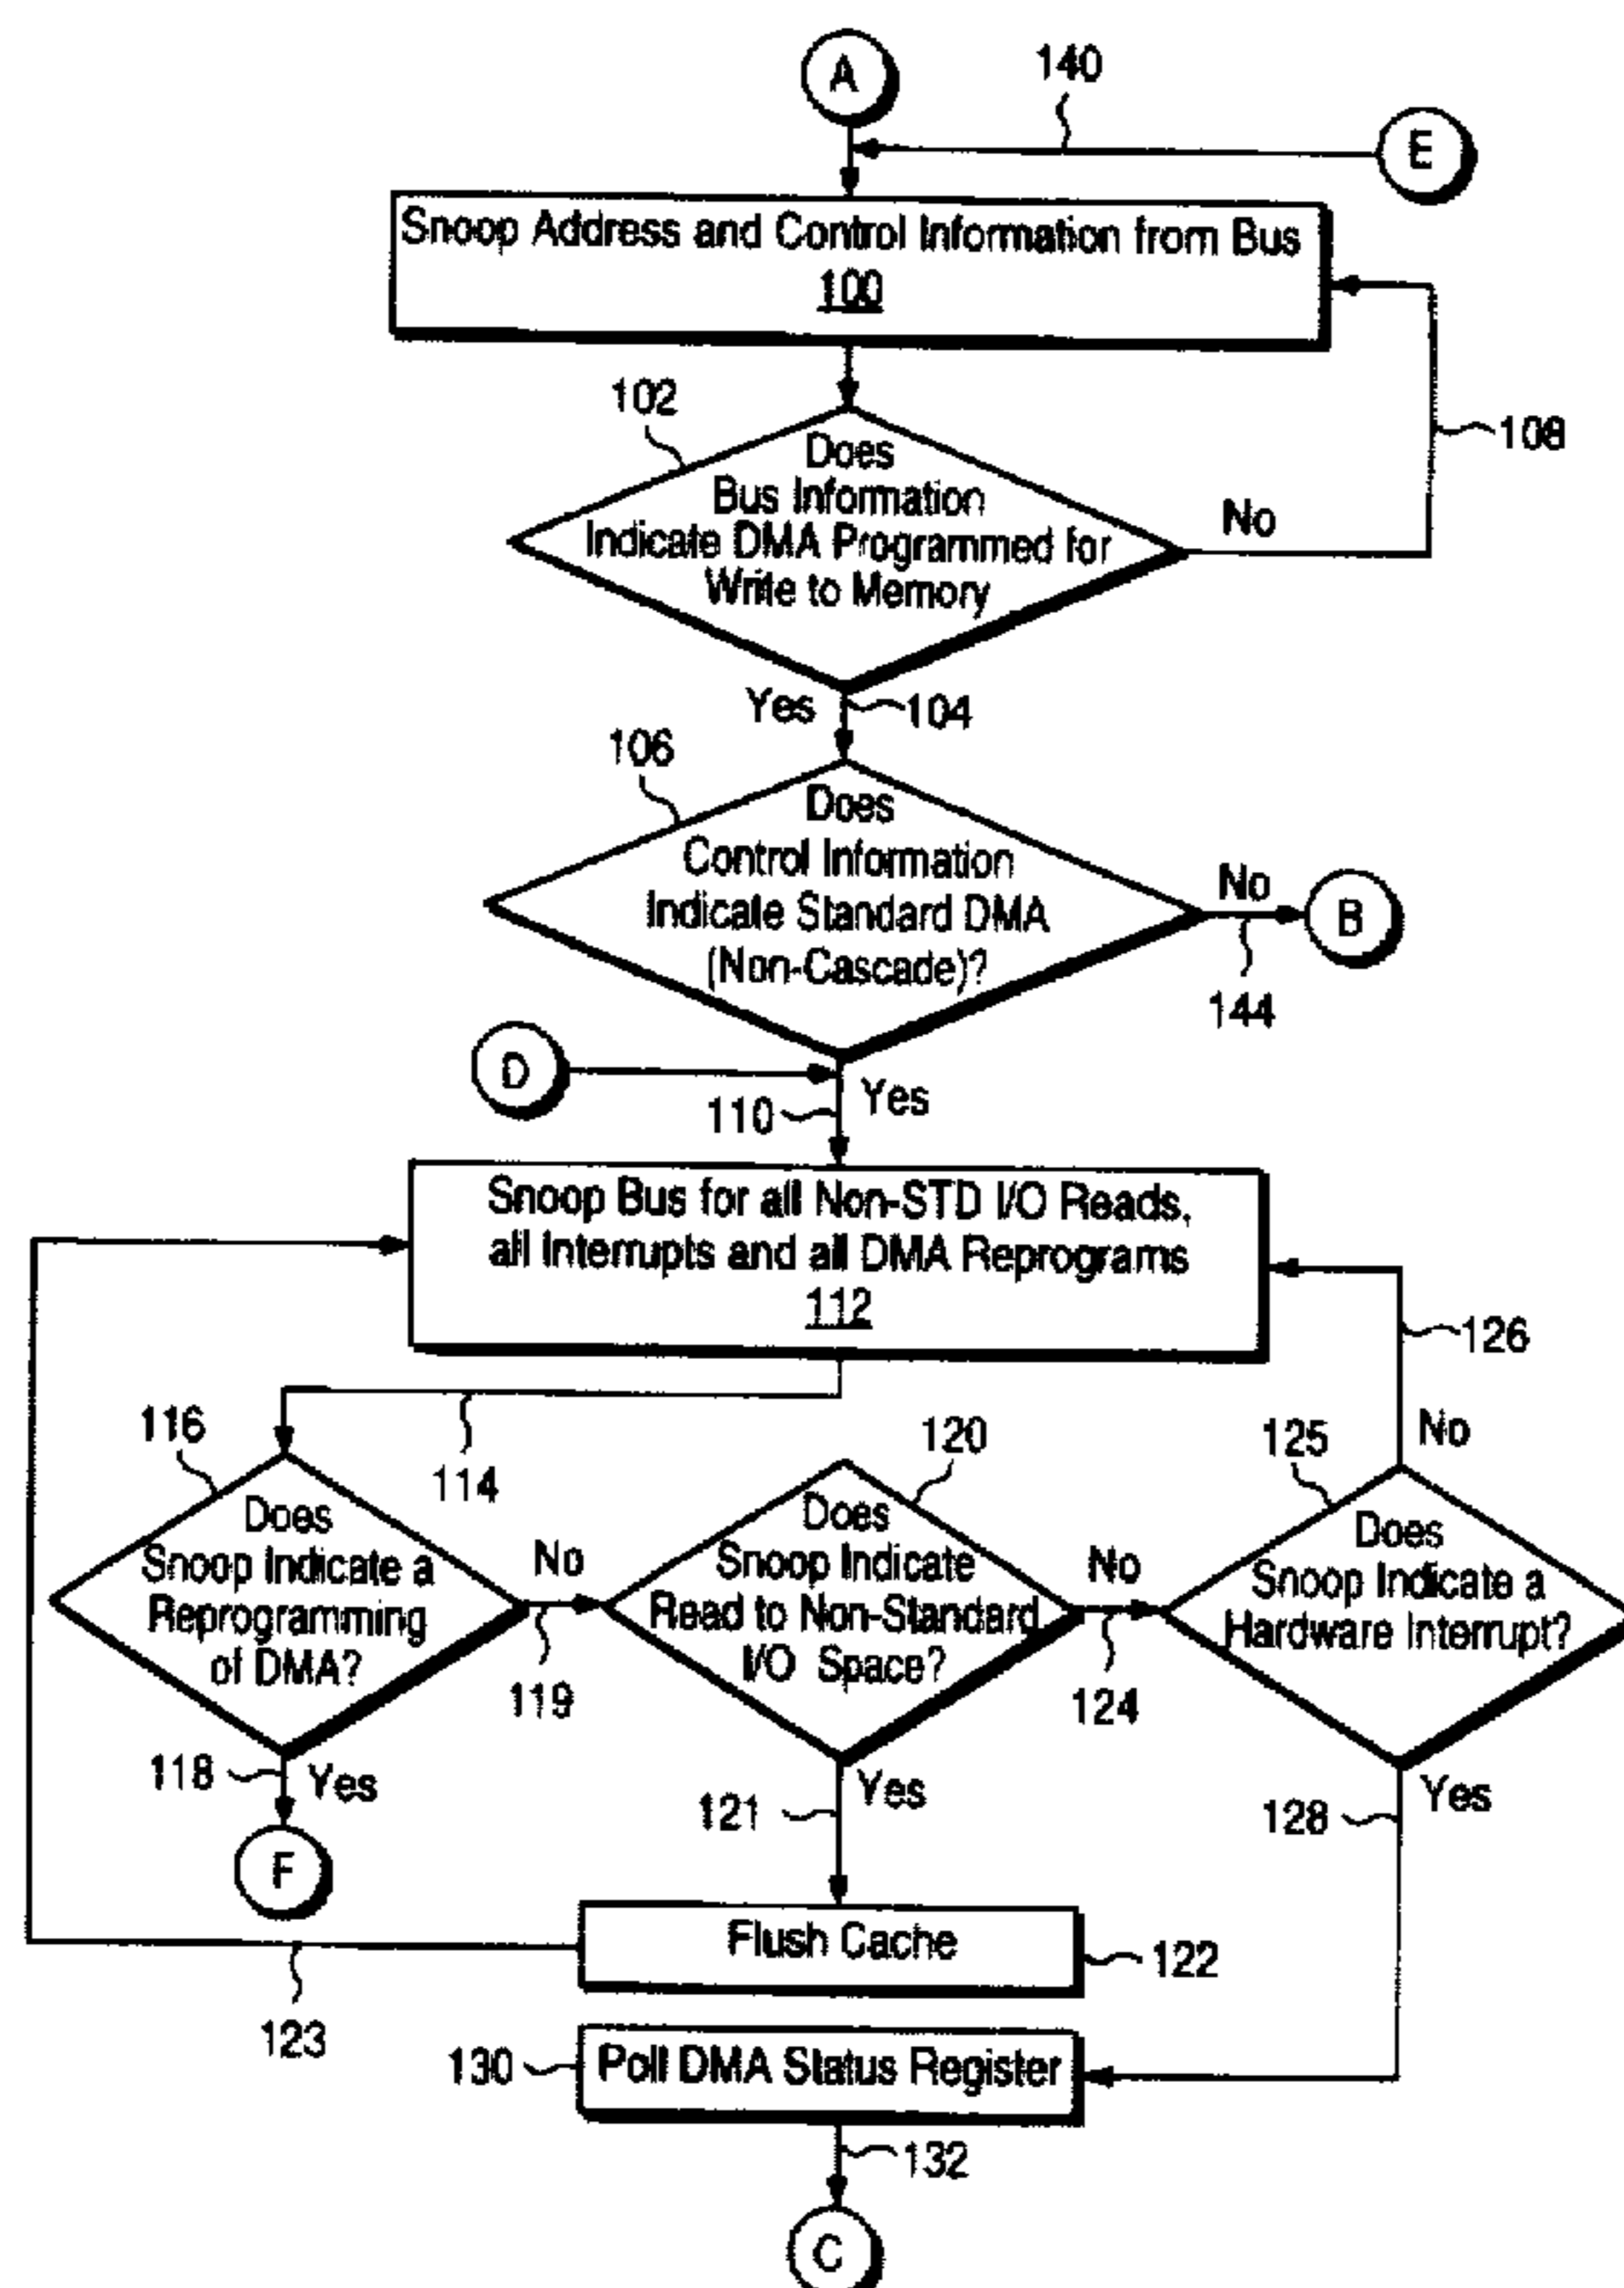 A
140
E
Snoop Address and Control Information from Bus
100
102
Does
Bus Information
Indicate DMA Programmed for
Write to Memory
No
108
Yes
104
106
Does
Control Information
Indicate Standard DMA
(Non-Cascade)?
No
B
144
D
110
Yes
Snoop Bus for all Non-STD I/O Reads,
all Interrupts and all DMA Reprograms
112
126
116
114
120
125
No
Does
Snoop Indicate a
Reprogramming
of DMA?
No
119
Does
Snoop Indicate
Read to Non-Standard
I/O Space?
No
124
Does
Snoop Indicate a
Hardware Interrupt?
118
Yes
121
Yes
128
Yes
F
Flush Cache
122
123
130
Poll DMA Status Register
132
C